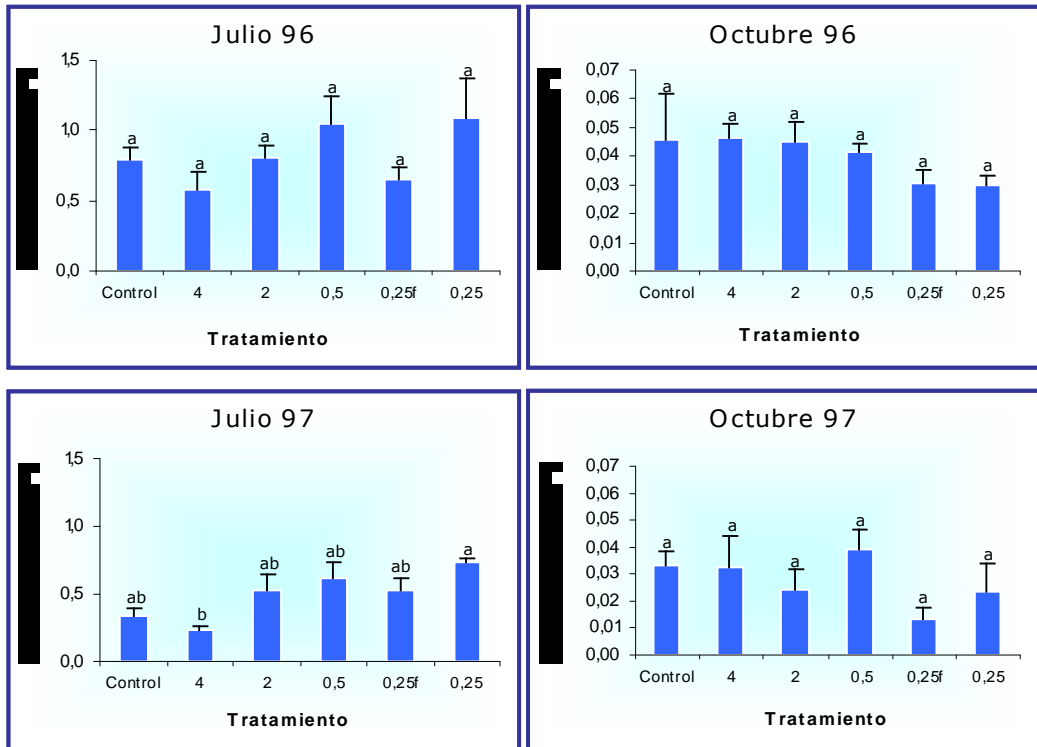 Julio 96
1,5
1,0
0,5
0,0
a a a a a a
Control 4 2 0,5 0,25f 0,25
Tratamiento
Octubre 96
0,07
0,06
0,05
0,04
0,03
0,02
0,01
0,00
a a a a a a
Control 4 2 0,5 0,25f 0,25
Tratamiento
Julio 97
1,5
1,0
0,5
0,0
ab b ab ab ab a
Control 4 2 0,5 0,25f 0,25
Tratamiento
Octubre 97
0,07
0,06
0,05
0,04
0,03
0,02
0,01
0,00
a a a a a a
Control 4 2 0,5 0,25f 0,25
Tratamiento